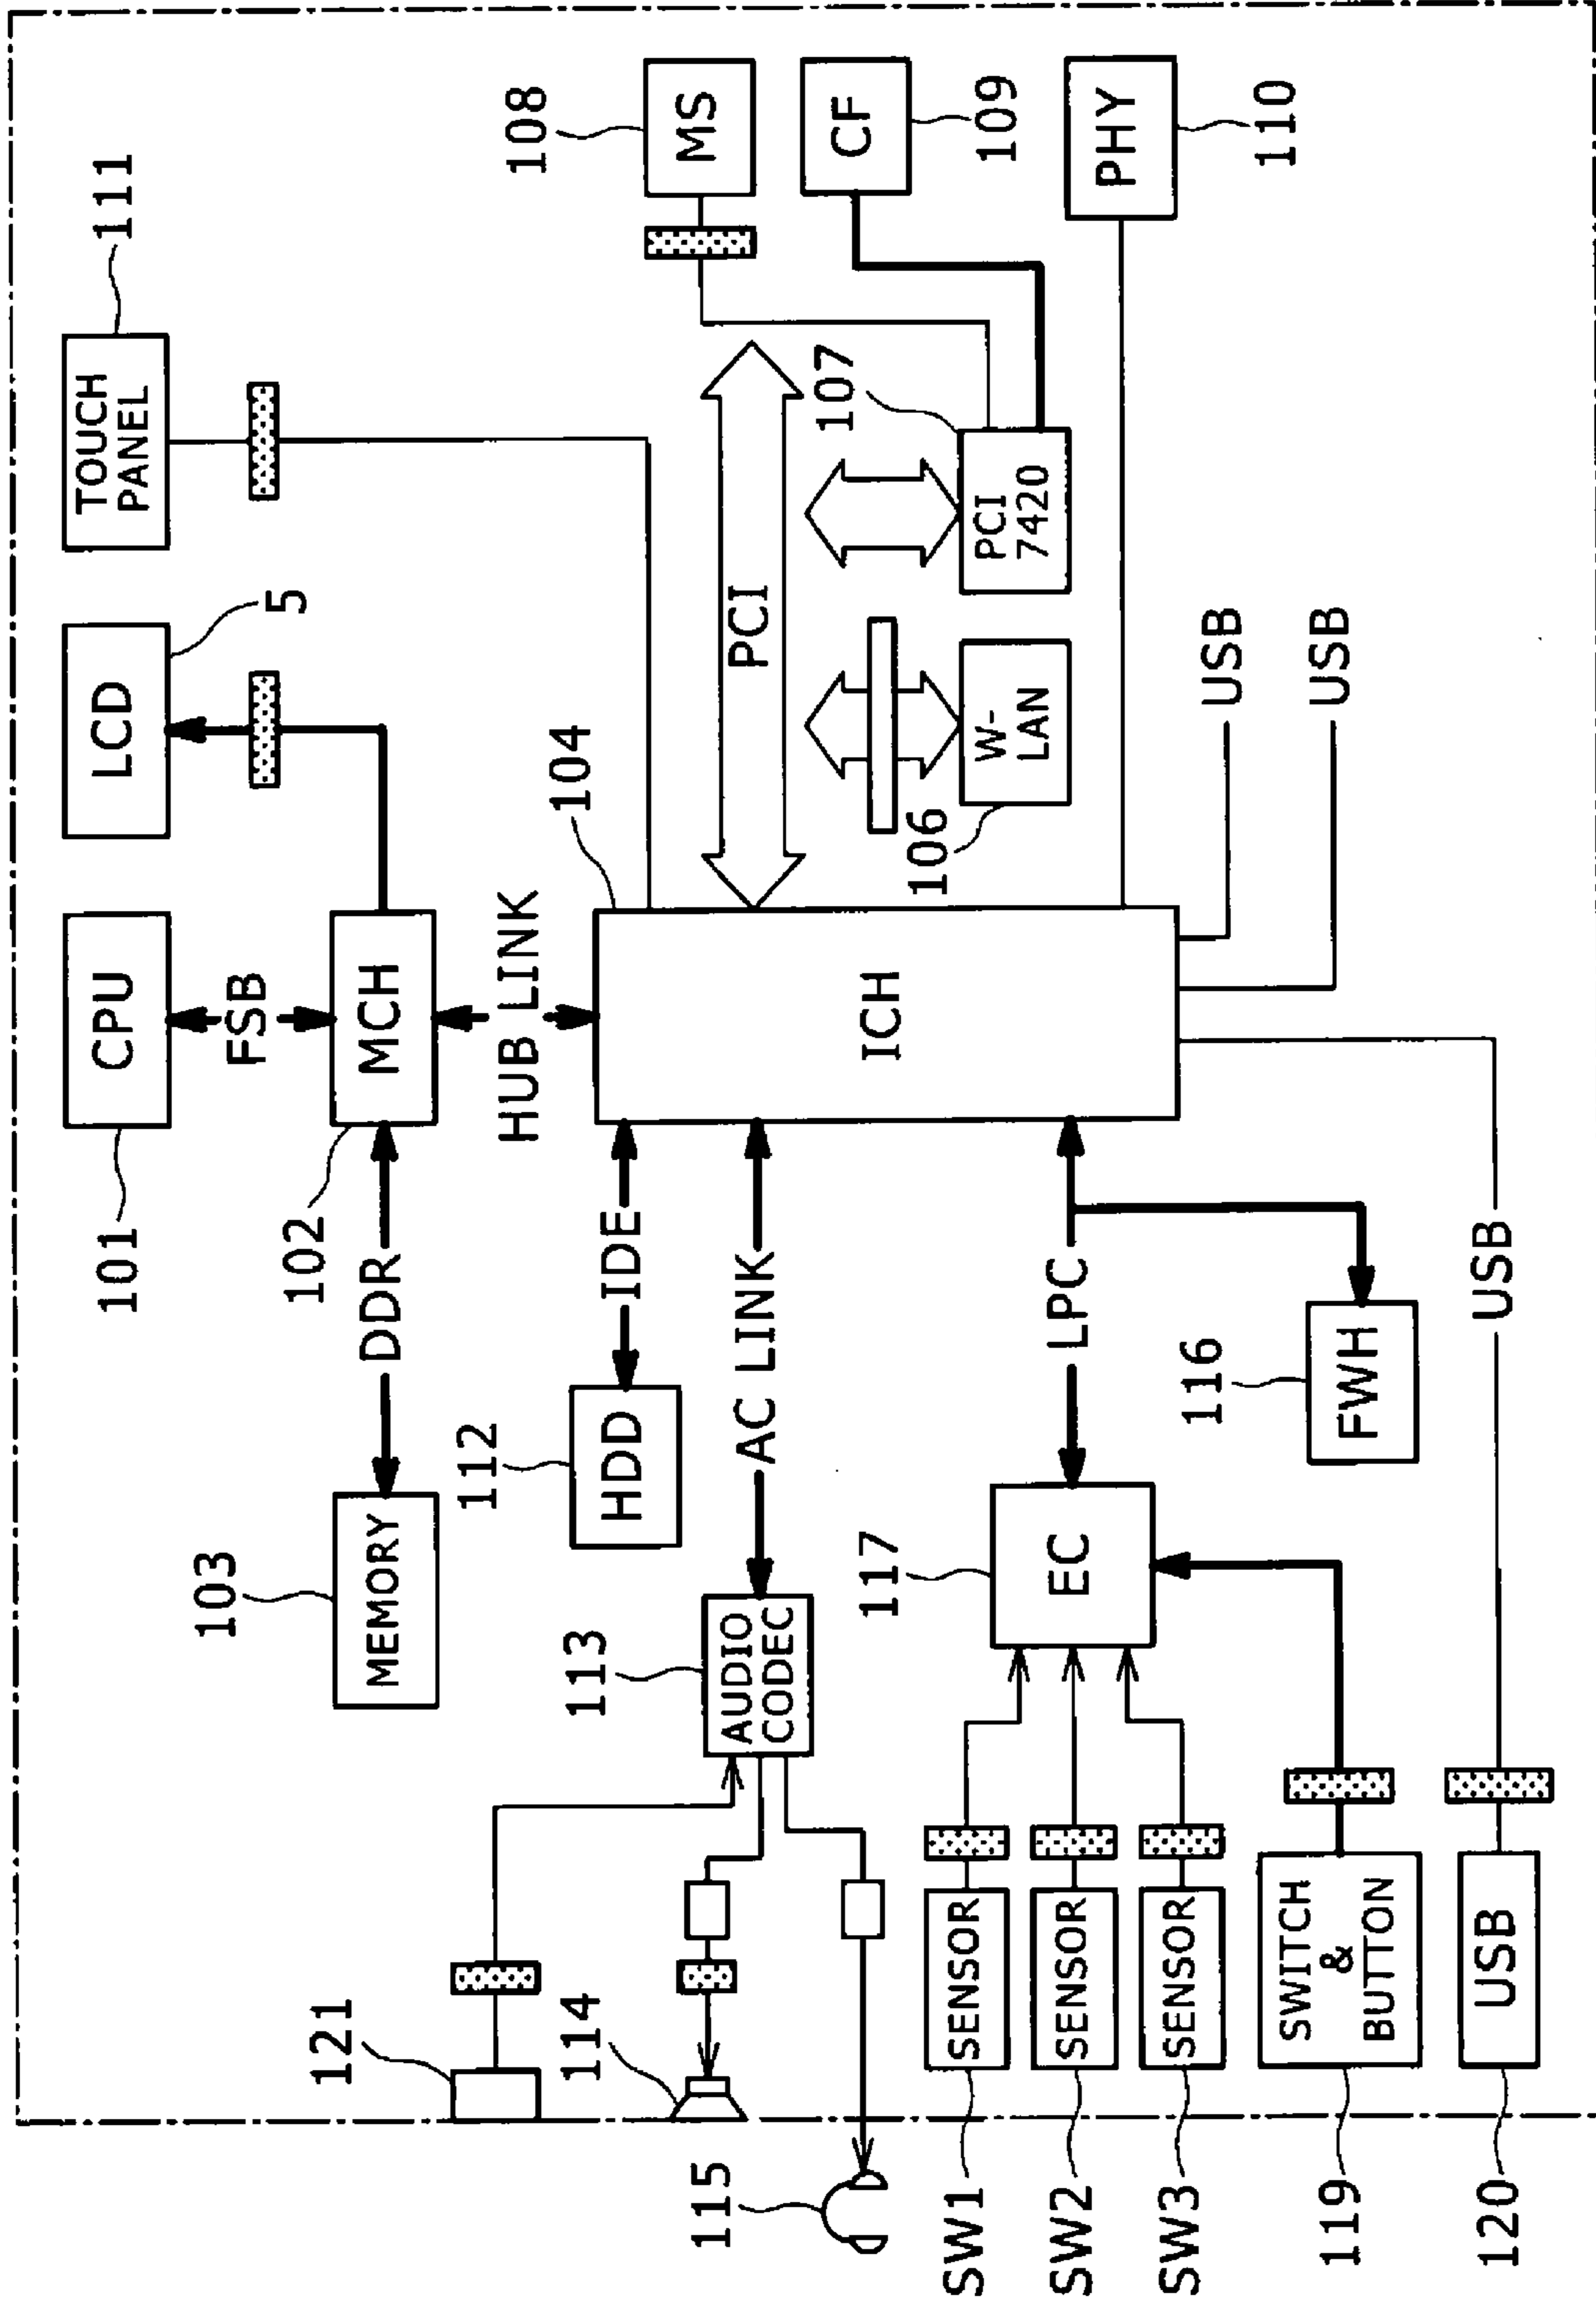 101
CPU
LCD
5
TOUCH
PANEL
111
FSB
103
MEMORY
DDR
102
MCH
HUB LINK
104
112
HDD
IDE
108
MS
121
113
AUDIO
CODEC
AC LINK
PCI
114
107
CF
109
115
106
W-
LAN
PCI
7420
ICH
SW1
SENSOR
117
EC
LPC
SW2
SENSOR
PHY
110
SW3
SENSOR
116
FWH
USB
119
SWITCH
&
BUTTON
USB
120
USB
USB